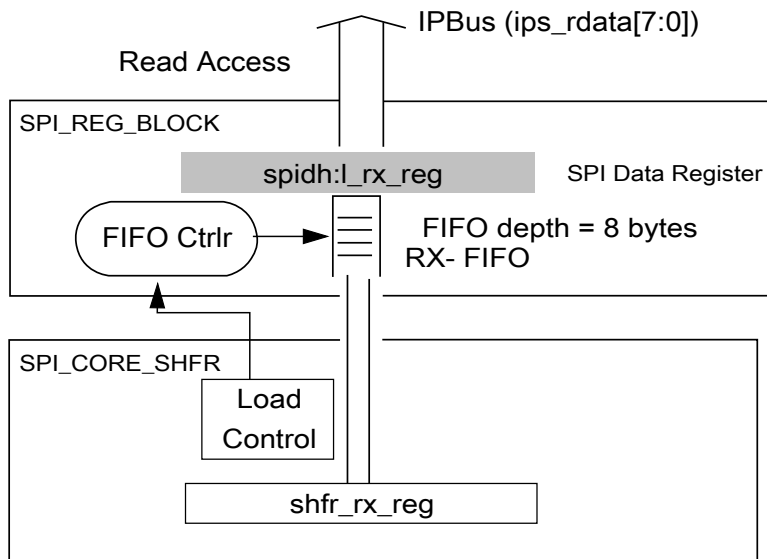 IPBus (ips_rdata[7:0])
Read Access
SPI_REG_BLOCK
spidh:l_rx_reg
SPI Data Register
FIFO Ctrlr
FIFO depth = 8 bytes
RX- FIFO
SPI_CORE_SHFR
Load
Control
shfr_rx_reg